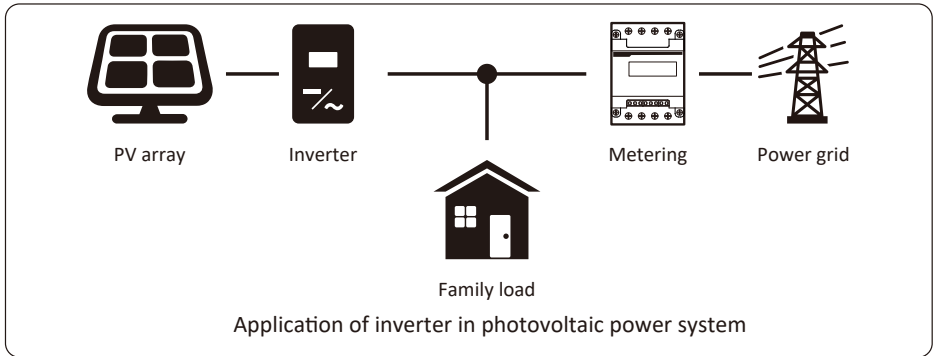 PV array
Inverter
Metering
Power grid
Family load
Application of inverter in photovoltaic power system